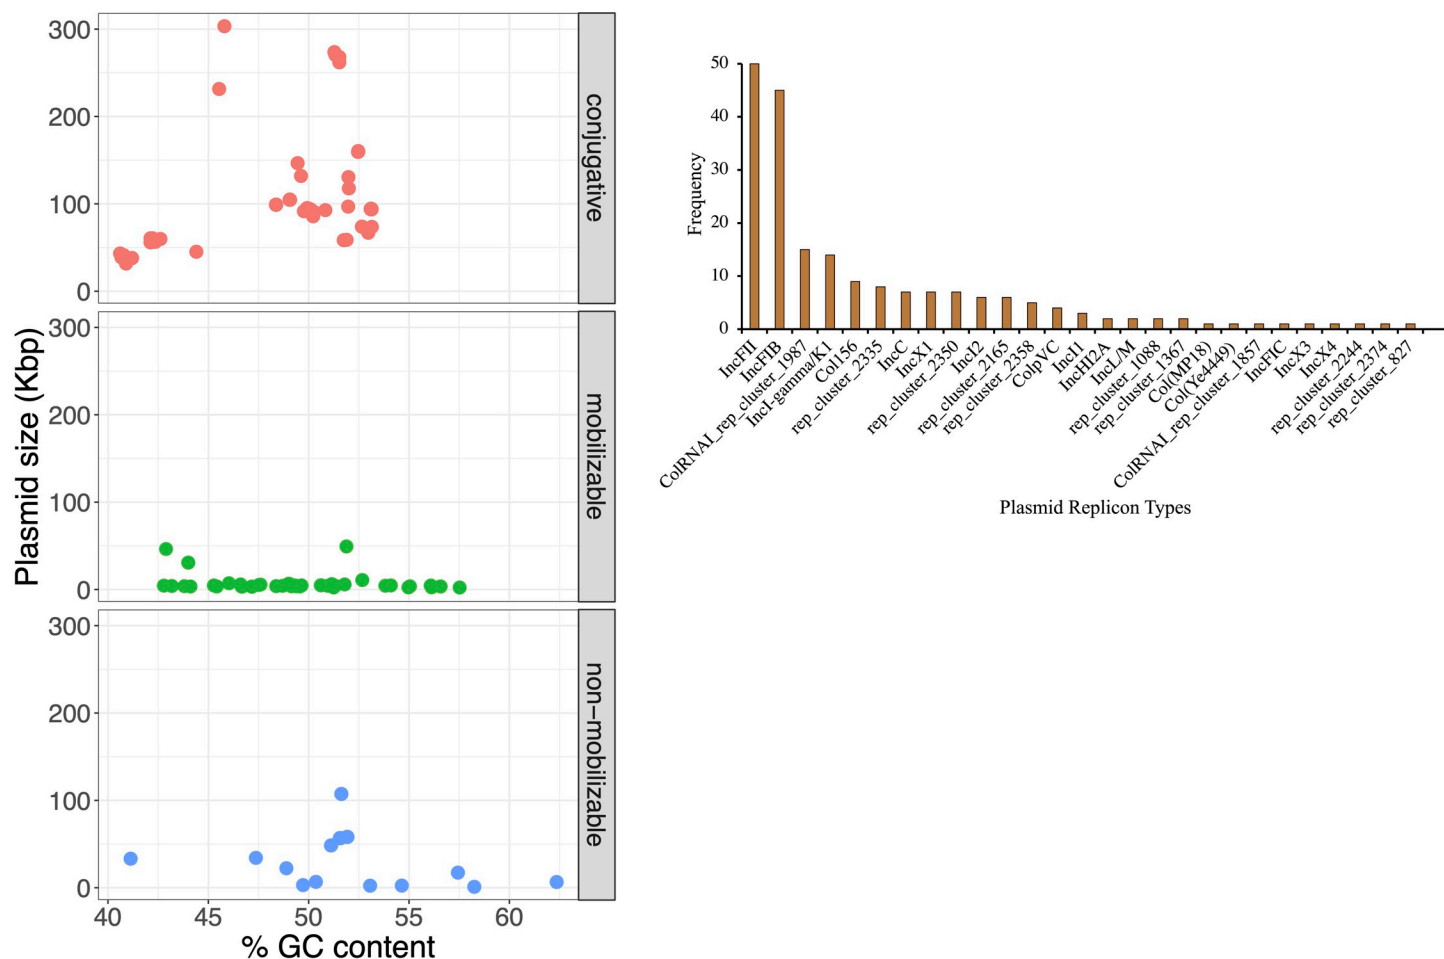 300
200
100
0
conjugative
300
200
100
0
mobilizable
300
200
100
0
non-mobilizable
Plasmid size (Kbp)
40 45 50 55 60
% GC content
50
40
30
20
10
0
Frequency
IncFII
IncFIB
ColRNAI_rep_cluster_1987
IncI-gamma/K1
Col156
rep_cluster_2335
IncC
IncX1
rep_cluster_2350
IncI2
rep_cluster_2165
rep_cluster_2358
ColpVC
IncI1
IncHI2A
IncL/M
rep_cluster_1088
rep_cluster_1367
Col(MP18)
Col(Ye4449)
ColRNAI_rep_cluster_1857
IncFIC
IncX3
IncX4
rep_cluster_2244
rep_cluster_2374
rep_cluster_827
Plasmid Replicon Types